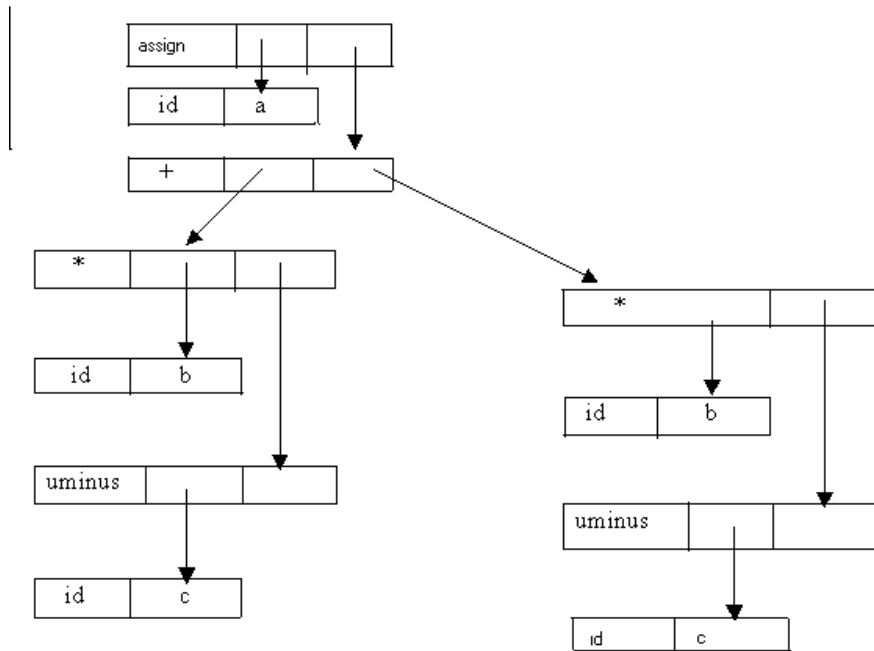 assign
id a
+
*
*
id b
id b
uminus
uminus
id c
id c